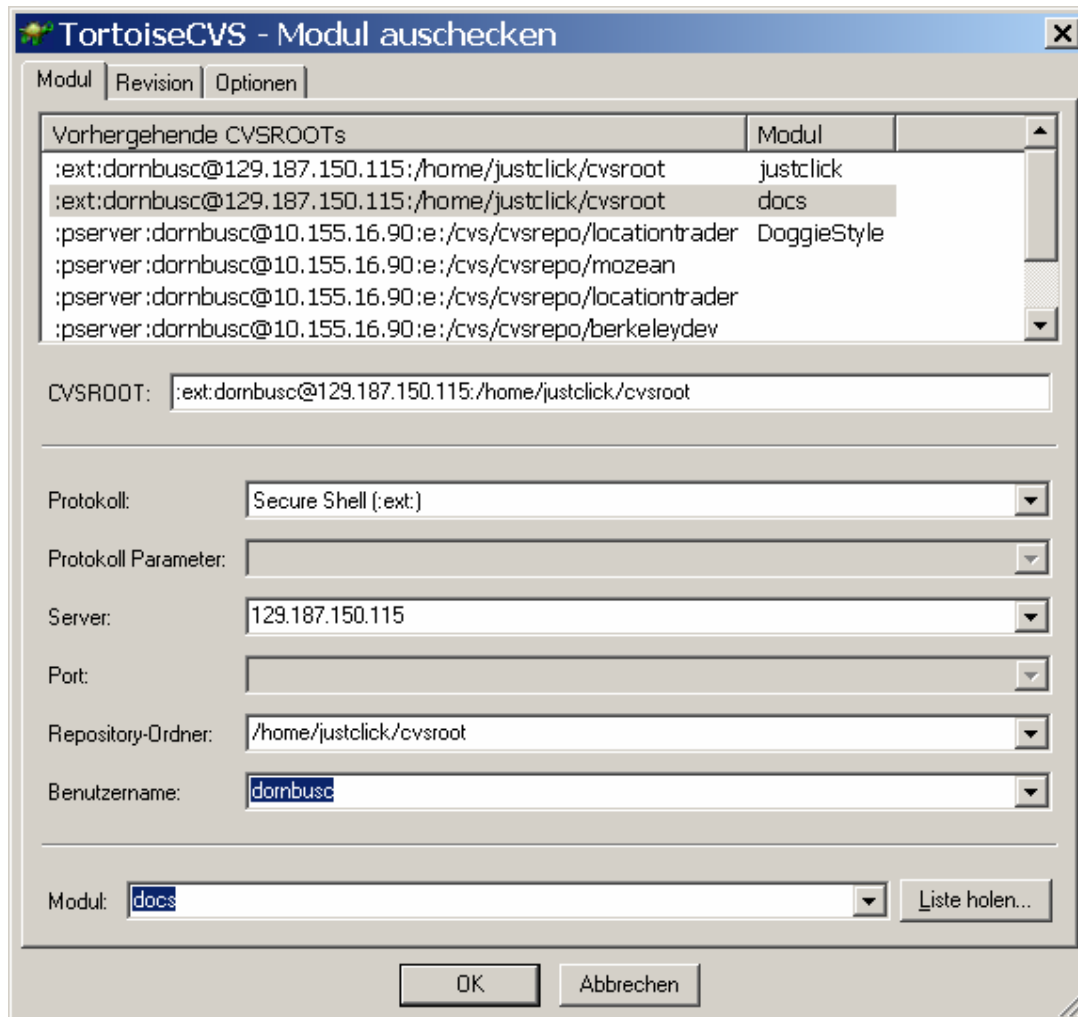 TortoiseCVS - Modul auschecken
Modul Revision Optionen
Vorhergehende CVSROOTs Modul
:ext:dornbusc@129.187.150.115:/home/justclick/cvsroot justclick
:ext:dornbusc@129.187.150.115:/home/justclick/cvsroot docs
:pserver:dornbusc@10.155.16.90:e:/cvs/cvsrepo/locationtrader DoggieStyle
:pserver:dornbusc@10.155.16.90:e:/cvs/cvsrepo/mozean
:pserver:dornbusc@10.155.16.90:e:/cvs/cvsrepo/locationtrader
:pserver:dornbusc@10.155.16.90:e:/cvs/cvsrepo/berkeleydev
CVSROOT: :ext:dornbusc@129.187.150.115:/home/justclick/cvsroot
Protokoll: Secure Shell (:ext:)
Protokoll Parameter:
Server: 129.187.150.115
Port:
Repository-Ordner: /home/justclick/cvsroot
Benutzername: dornbusc
Modul: docs Liste holen...
OK Abbrechen